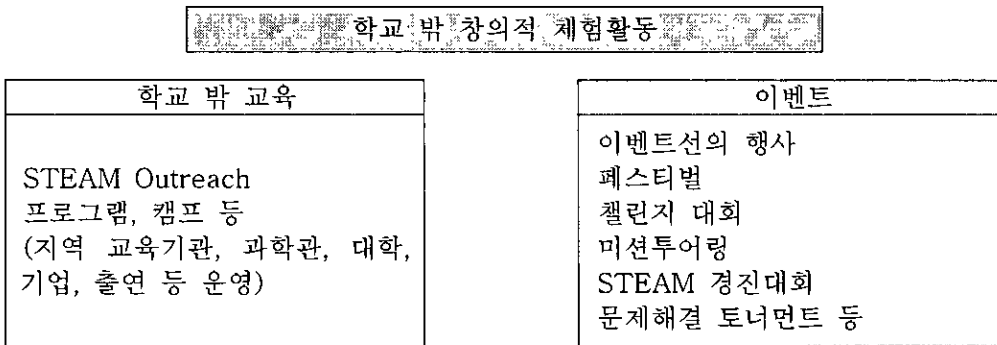 학교 밖 창의적 체험활동
학교 밖 교육
STEAM Outreach
프로그램, 캠프 등
(지역 교육기관, 과학관, 대학,
기업, 출연 등 운영)
이벤트
이벤트선의 행사
페스티벌
챌린지 대회
미션투어링
STEAM 경진대회
문제해결 토너먼트 등